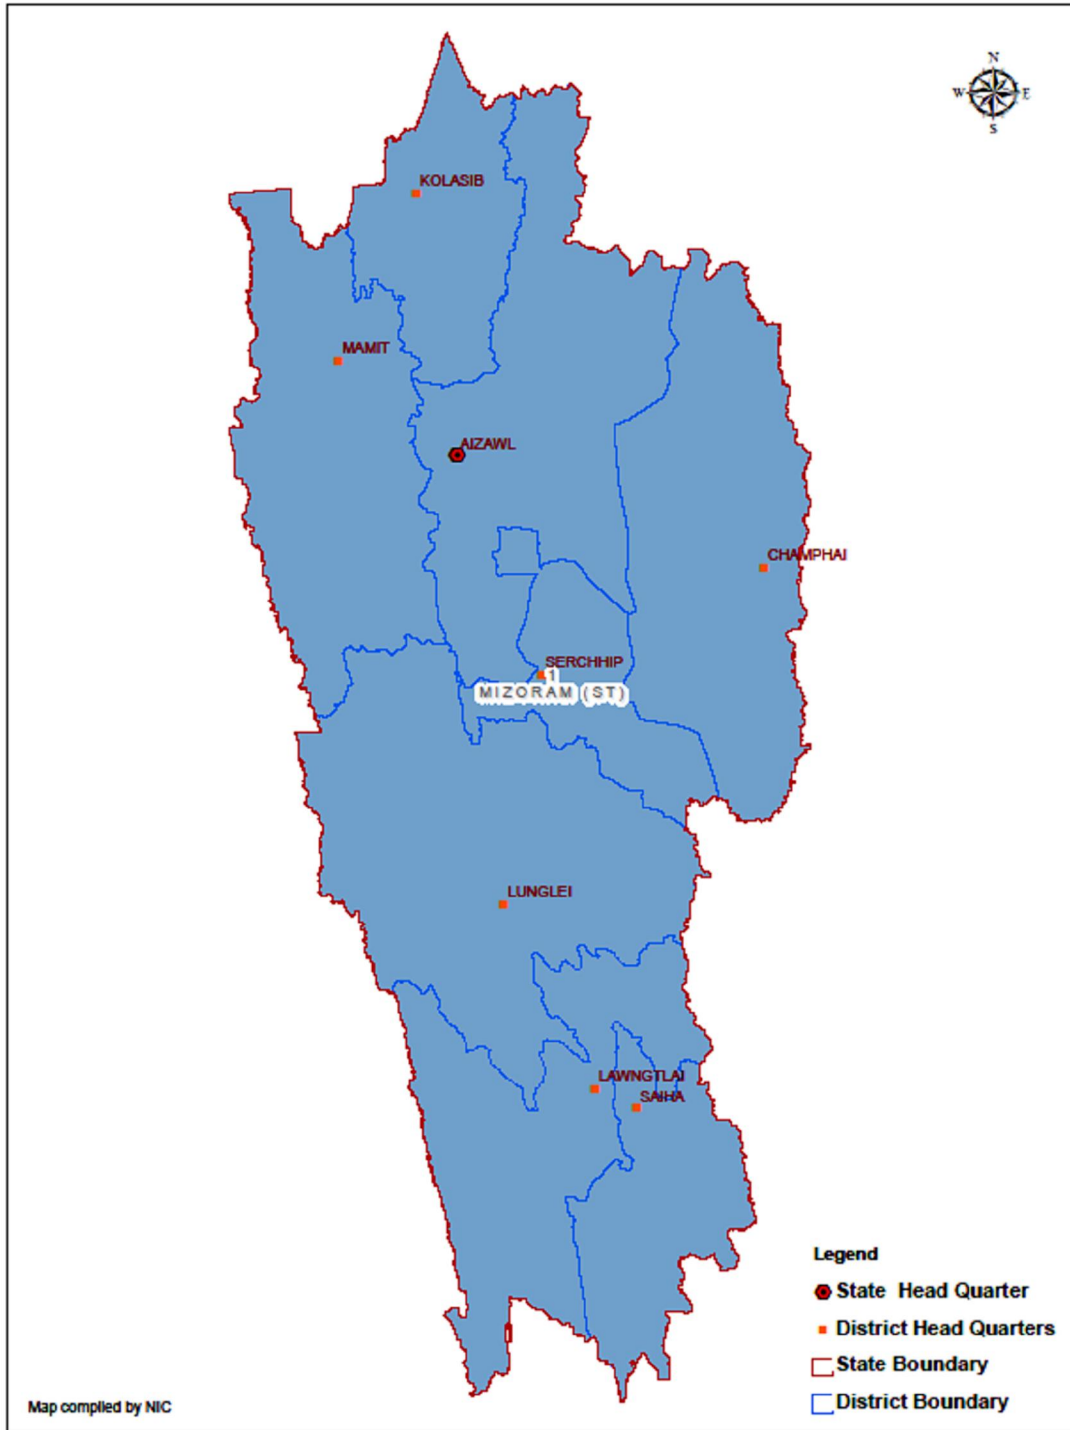 N
W E
S
KOLASIB
MAMIT
AIZAWL
CHAMPHAI
SERCHHIP
1
MIZORAM (ST)
LUNGLEI
LAWNGTLAI
SAIHA
Legend
State Head Quarter
District Head Quarters
State Boundary
District Boundary
Map compiled by NIC